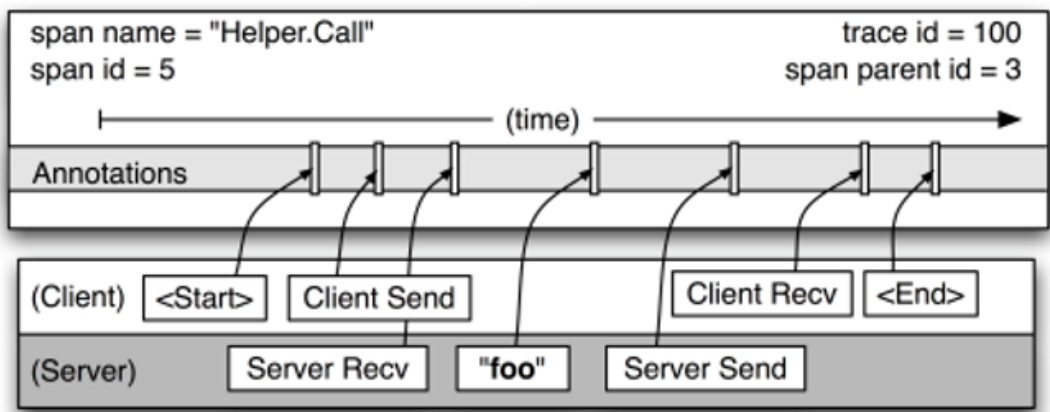 span name = "Helper.Call"
trace id = 100
span id = 5
span parent id = 3
(time)
Annotations
(Client)
<Start>
Client Send
Client Recv
<End>
(Server)
Server Recv
"foo"
Server Send